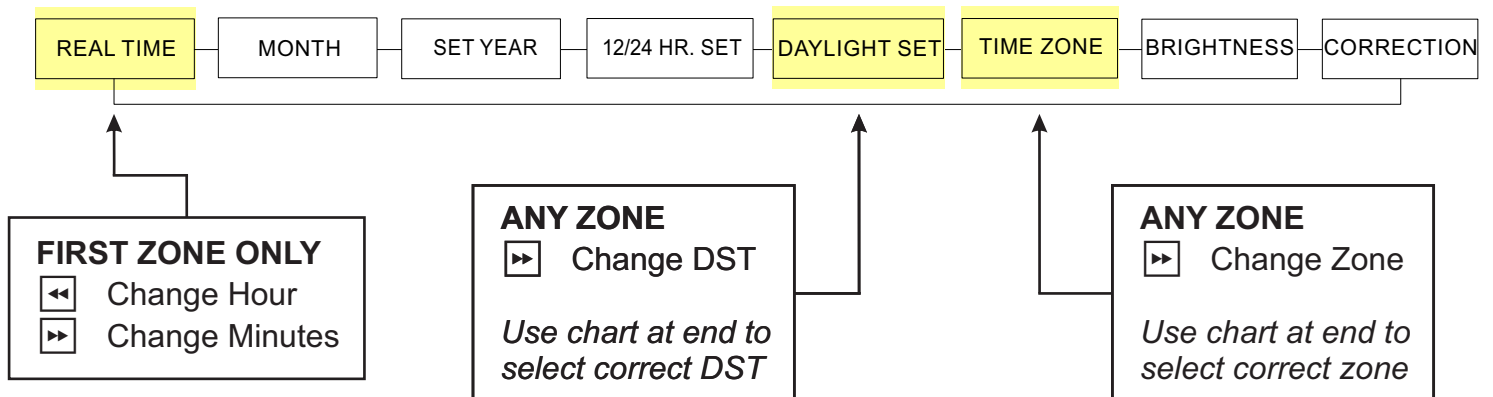 REAL TIME
MONTH
SET YEAR
12/24 HR. SET
DAYLIGHT SET
TIME ZONE
BRIGHTNESS
CORRECTION
FIRST ZONE ONLY
Change Hour
Change Minutes
ANY ZONE
Change DST
Use chart at end to
select correct DST
ANY ZONE
Change Zone
Use chart at end to
select correct zone